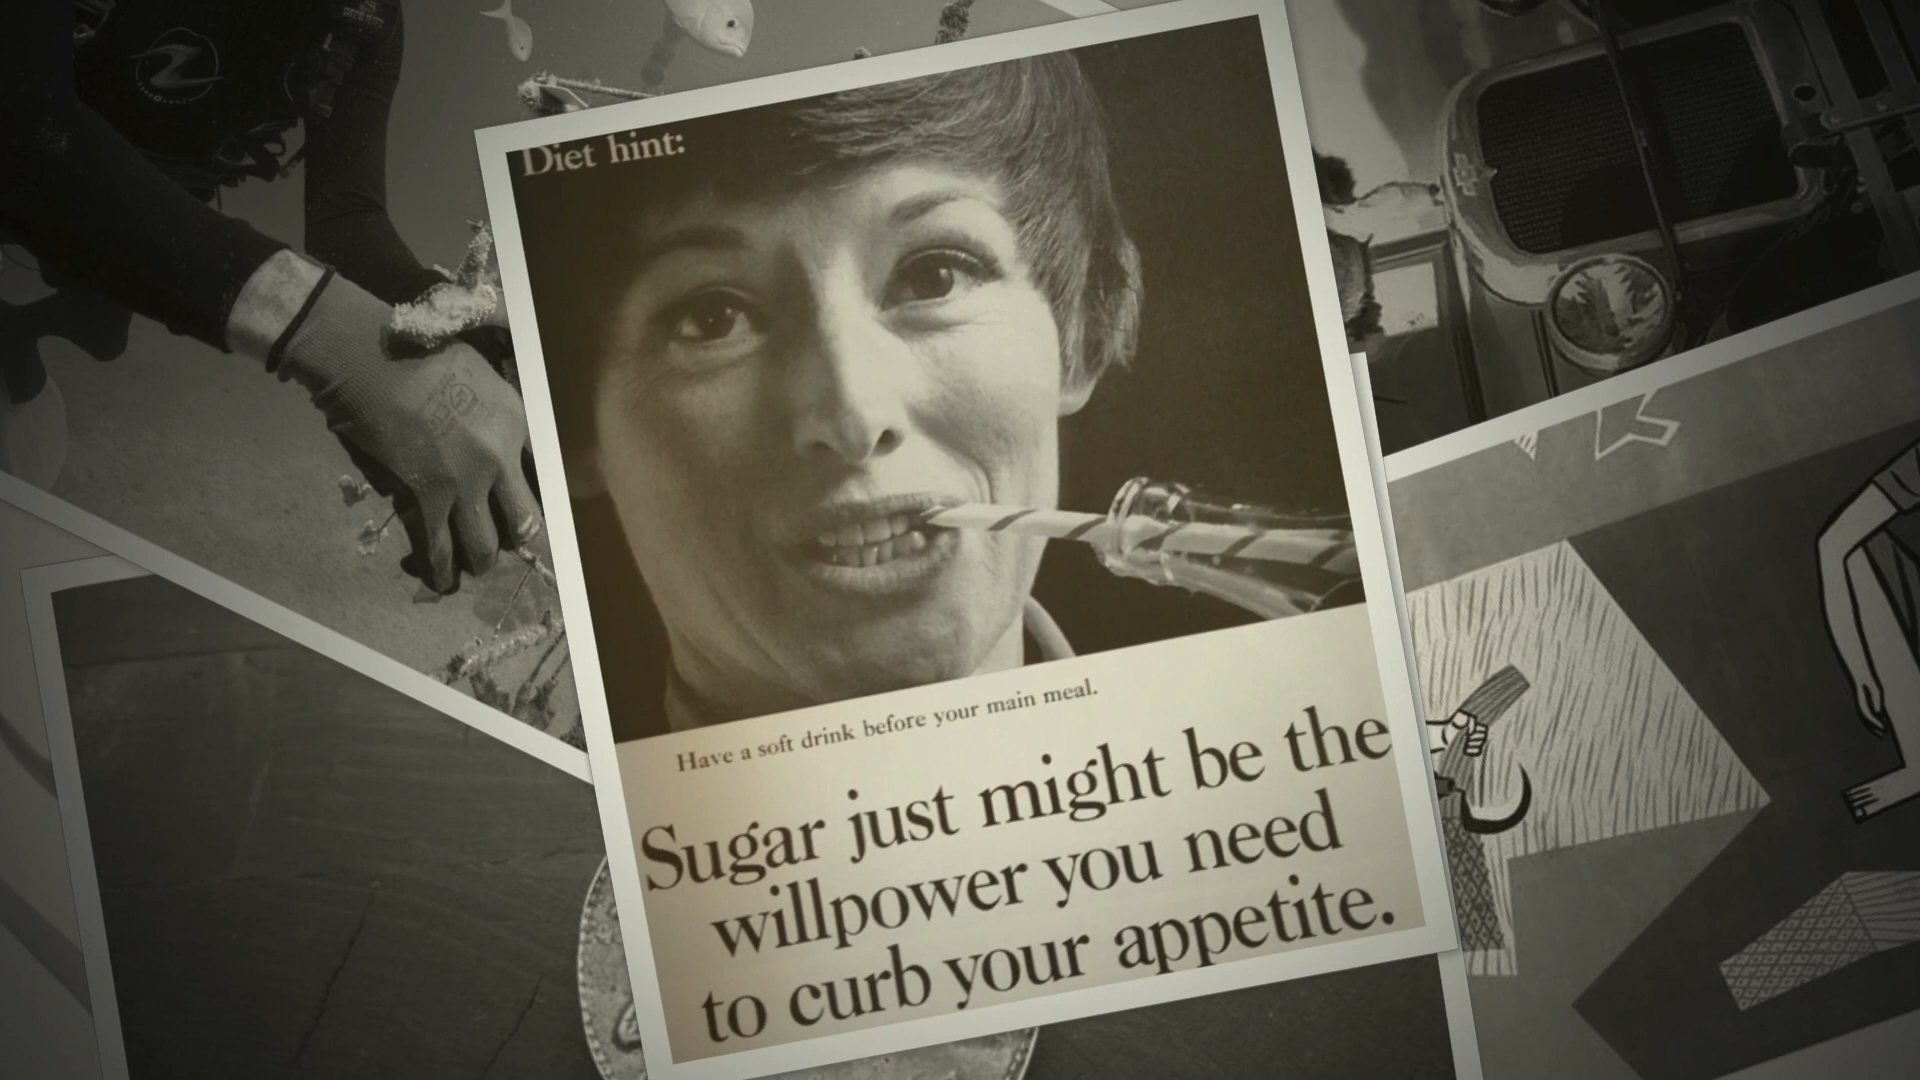 Diet hint:
Have a soft drink before your main meal.
Sugar just might be the
willpower you need
to curb your appetite.